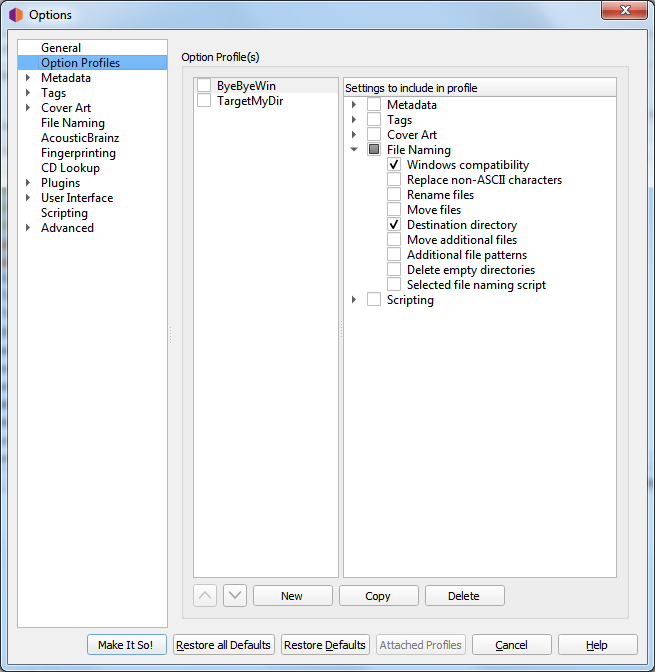 Options
General
Option Profiles
Metadata
Tags
Cover Art
File Naming
AcousticBrainz
Fingerprinting
CD Lookup
Plugins
User Interface
Scripting
Advanced
Option Profile(s)
ByeByeWin
TargetMyDir
Settings to include in profile
Metadata
Tags
Cover Art
File Naming
Windows compatibility
Replace non-ASCII characters
Rename files
Move files
Destination directory
Move additional files
Additional file patterns
Delete empty directories
Selected file naming script
Scripting
New
Copy
Delete
Make It So!
Restore all Defaults
Restore Defaults
Attached Profiles
Cancel
Help